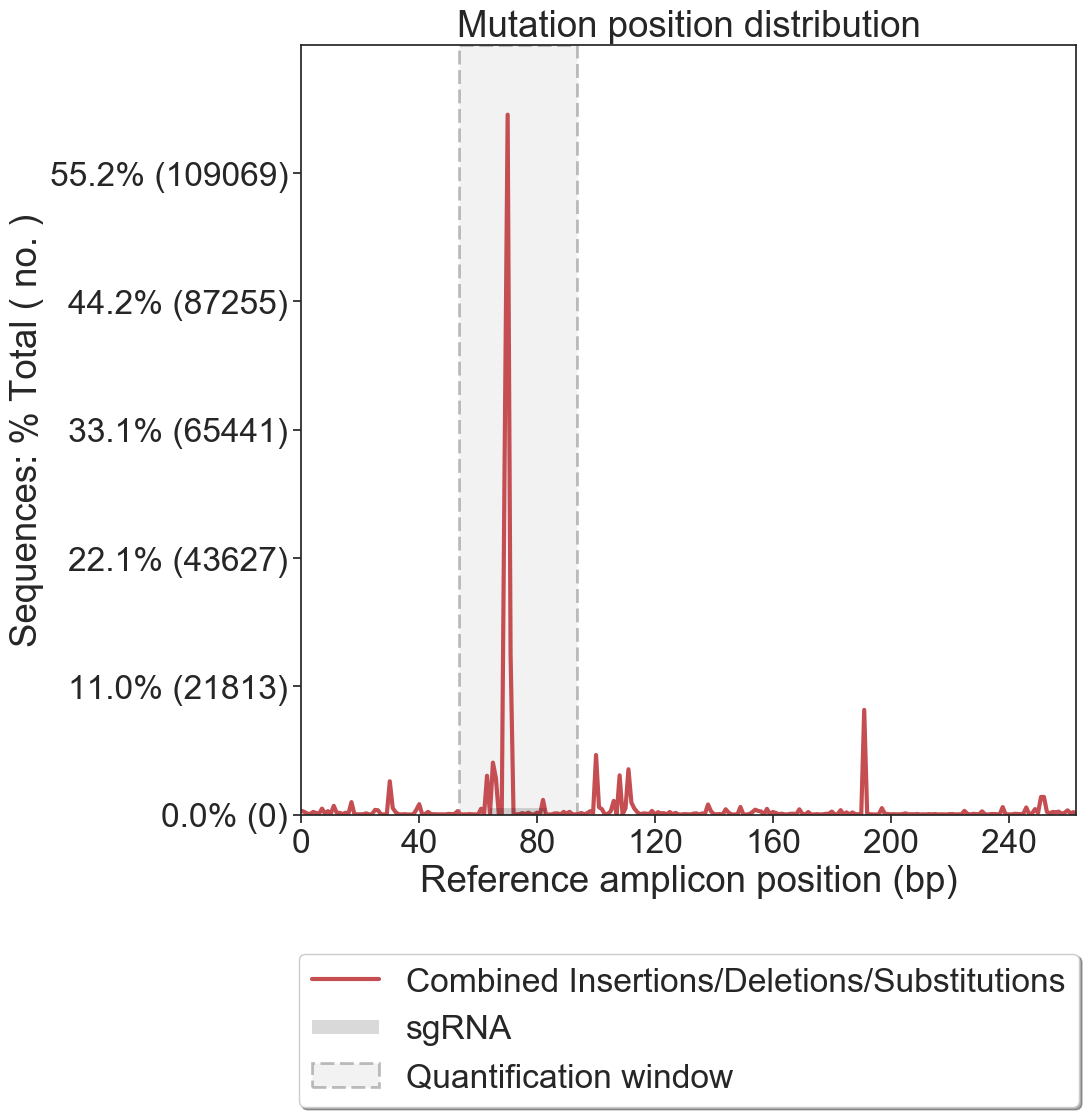 Mutation position distribution
Sequences: % Total ( no. )
55.2% (109069)
44.2% (87255)
33.1% (65441)
22.1% (43627)
11.0% (21813)
0.0% (0)
0 40 80 120 160 200 240
Reference amplicon position (bp)
Combined Insertions/Deletions/Substitutions
sgRNA
Quantification window